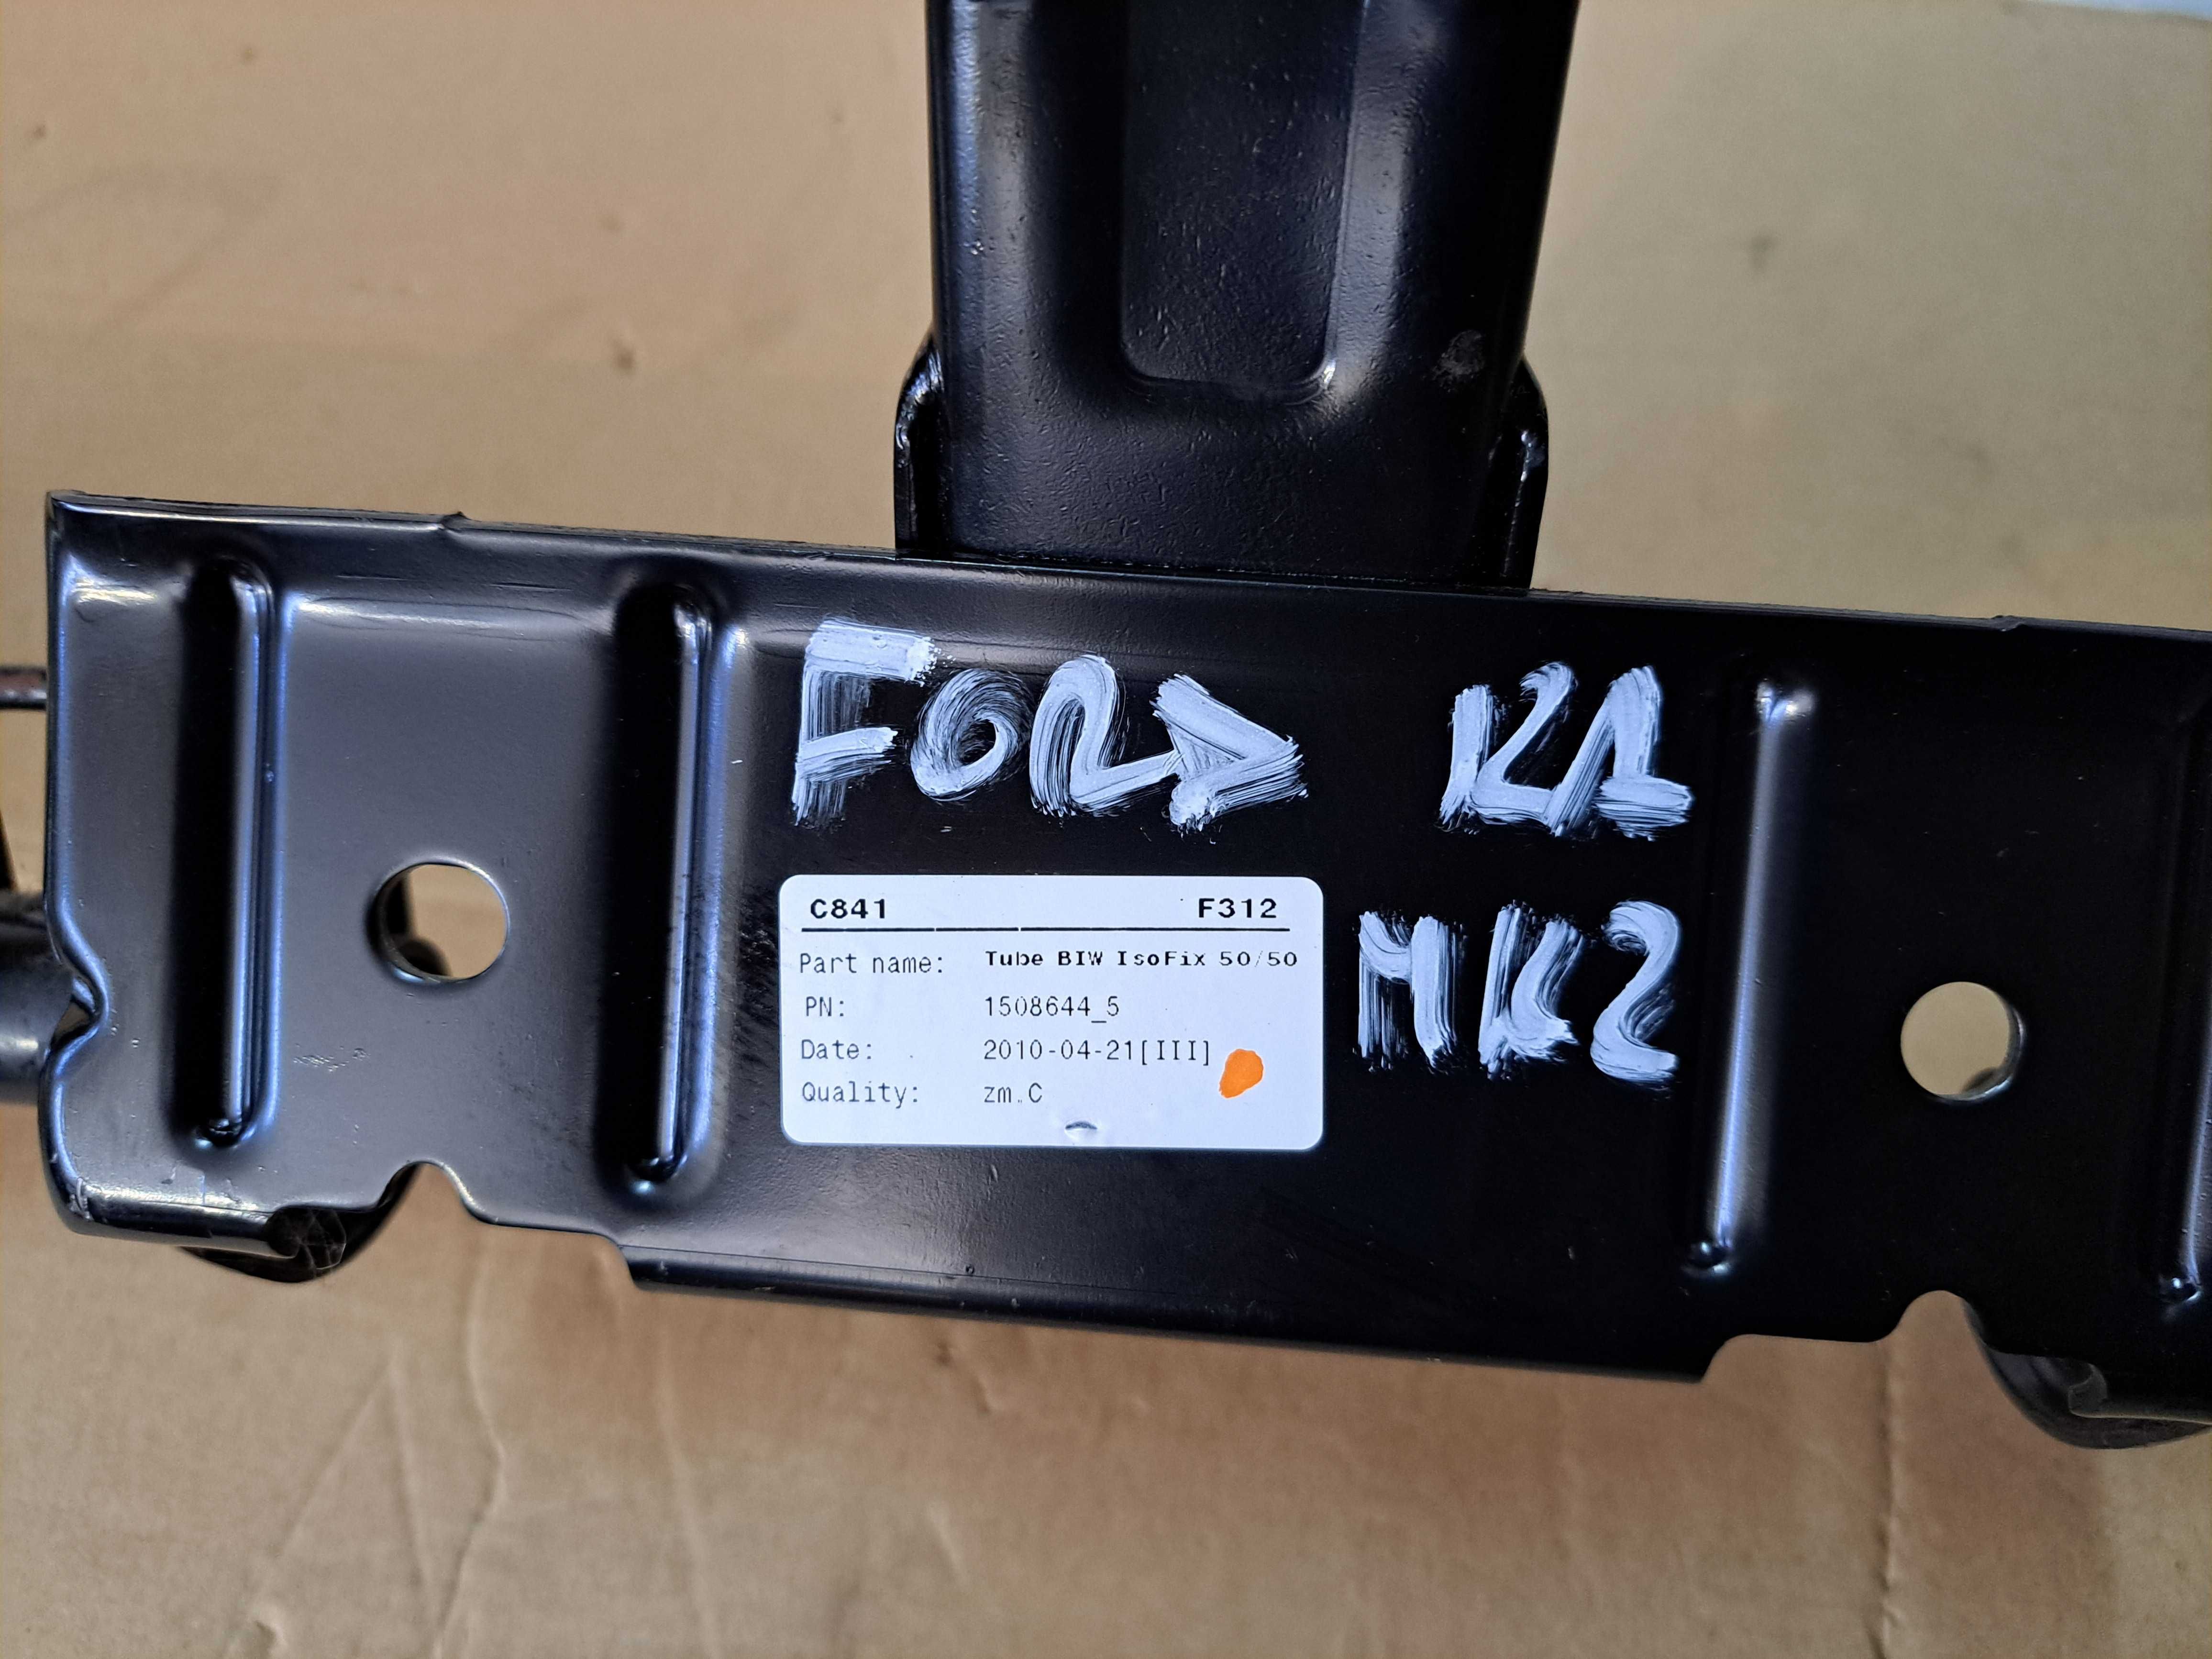 FORD KA
MK2
C841 F312
Part name: Tube BIW IsoFix 50/50
PN: 1508644_5
Date: 2010-04-21[III]
Quality: zm.C